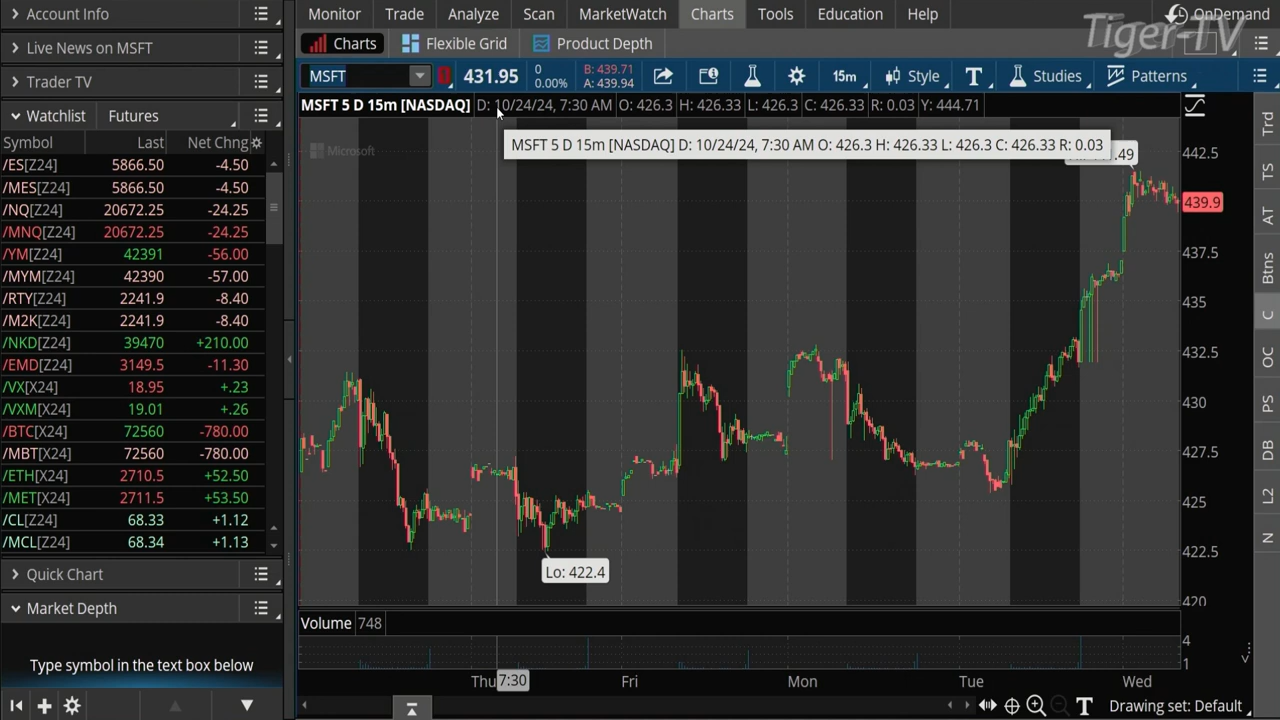 Account Info
Live News on MSFT
Trader TV
Watchlist Futures
Symbol Last Net Chng
/ES[Z24] 5866.50 -4.50
/MES[Z24] 5866.50 -4.50
/NQ[Z24] 20672.25 -24.25
/MNQ[Z24] 20672.25 -24.25
/YM[Z24] 42391 -56.00
/MYM[Z24] 42390 -57.00
/RTY[Z24] 2241.9 -8.40
/M2K[Z24] 2241.9 -8.40
/NKD[Z24] 39470 +210.00
/EMD[Z24] 3149.5 -11.30
/VX[X24] 18.95 +.23
/VXM[X24] 19.01 +.26
/BTC[X24] 72560 -780.00
/MBT[X24] 72560 -780.00
/ETH[X24] 2710.5 +52.50
/MET[X24] 2711.5 +53.50
/CL[Z24] 68.33 +1.12
/MCL[Z24] 68.34 +1.13
Quick Chart
Market Depth
Type symbol in the text box below
Monitor Trade Analyze Scan MarketWatch Charts Tools Education Help
OnDemand
Tiger-TV
Charts Flexible Grid Product Depth
MSFT 431.95 0 0.00% B: 439.71 A: 439.94 15m Style T Studies Patterns
MSFT 5 D 15m [NASDAQ] D: 10/24/24, 7:30 AM O: 426.3 H: 426.33 L: 426.3 C: 426.33 R: 0.03 Y: 444.71
MSFT 5 D 15m [NASDAQ] D: 10/24/24, 7:30 AM O: 426.3 H: 426.33 L: 426.3 C: 426.33 R: 0.03
Microsoft
442.5
439.9
437.5
435
432.5
430
427.5
425
422.5
420
Lo: 422.4
Volume 748
4
1
Thu 7:30 Fri Mon Tue Wed
T Drawing set: Default
Trd
TS
AT
Btns
C
OC
PS
DB
L2
N